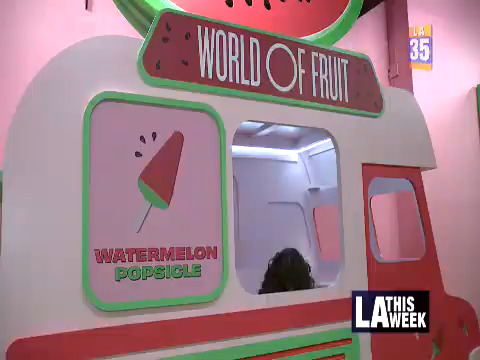 LA
35
WORLD OF FRUIT
WATERMELON
POPSICLE
LA THIS
WEEK